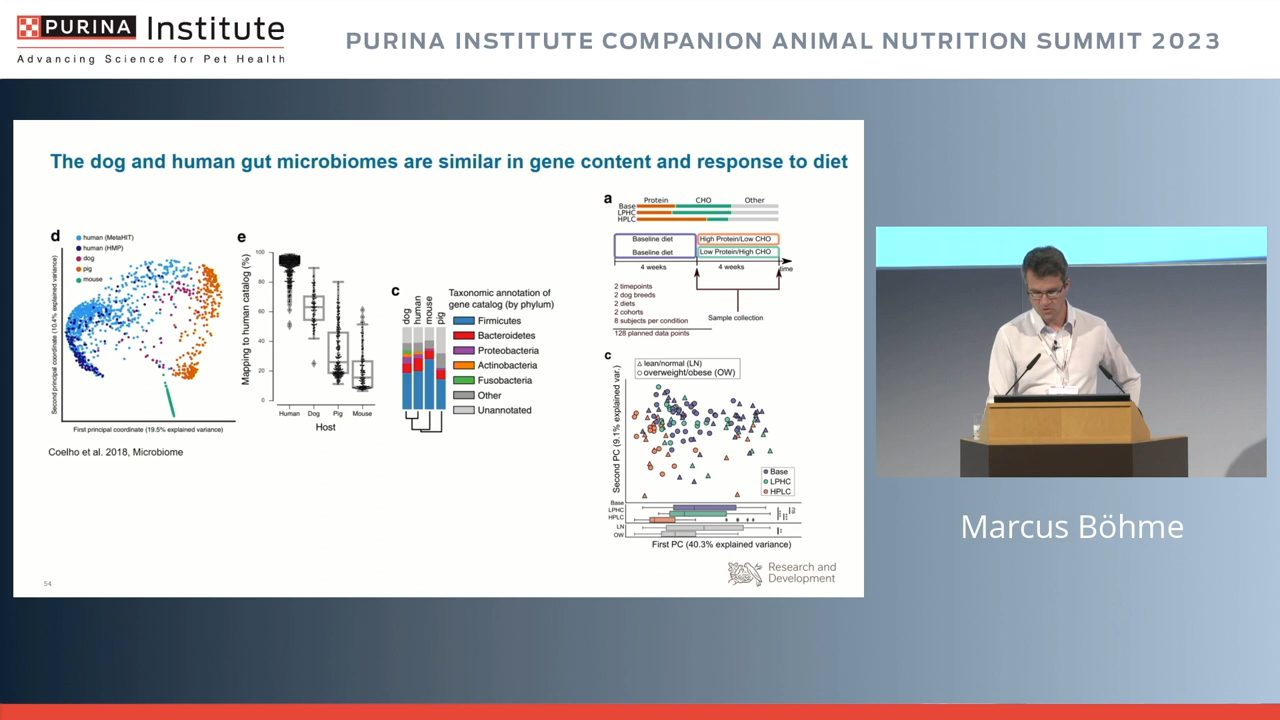 PURINA Institute
Advancing Science for Pet Health
PURINA INSTITUTE COMPANION ANIMAL NUTRITION SUMMIT 2023
The dog and human gut microbiomes are similar in gene content and response to diet
d
human (MetaHIT)
human (HMP)
dog
pig
mouse
Second principal coordinate (10.4% explained variance)
First principal coordinate (19.5% explained variance)
Coelho et al. 2018, Microbiome
e
Mapping to human catalog (%)
100
80
60
40
20
0
Human Dog Pig Mouse
Host
c
dog
human
mouse
pig
Taxonomic annotation of
gene catalog (by phylum)
Firmicutes
Bacteroidetes
Proteobacteria
Actinobacteria
Fusobacteria
Other
Unannotated
a
Protein CHO Other
Base
LPHC
HPLC
Baseline diet High Protein/Low CHO
Baseline diet Low Protein/High CHO
4 weeks 4 weeks time
2 timepoints
2 dog breeds
2 diets
2 cohorts
8 subjects per condition
128 planned data points
Sample collection
c
lean/normal (LN)
overweight/obese (OW)
Second PC (9.1% explained var.)
Base
LPHC
HPLC
Base
LPHC
HPLC
LN
OW
First PC (40.3% explained variance)
54
Research and
Development
Marcus Böhme